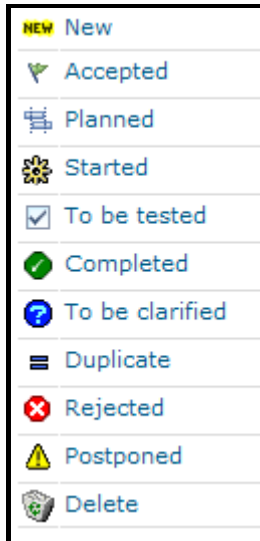 NEW New
Accepted
Planned
Started
To be tested
Completed
? To be clarified
Duplicate
Rejected
Postponed
Delete